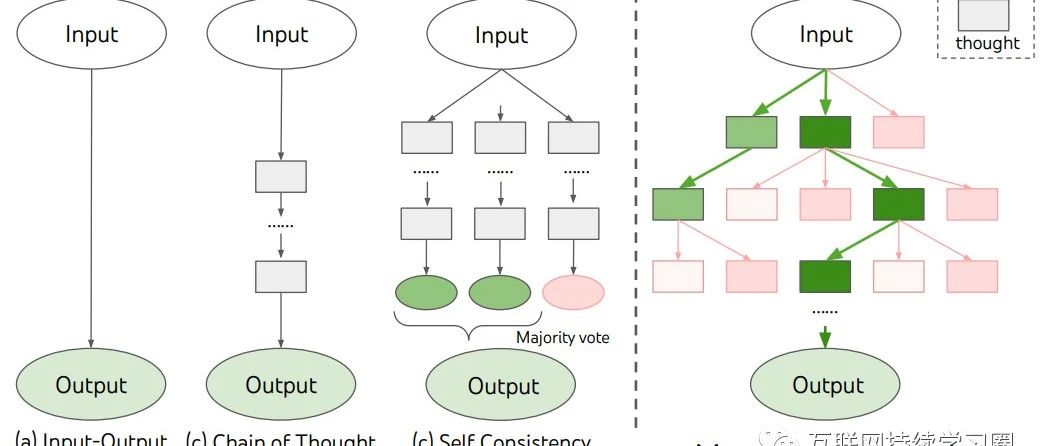 Input
Input
Input
Input
thought
......
......
......
......
......
Majority vote
Output
Output
Output
Output
(a) Input-Output
(c) Chain of Thought
(c) Self Consistency
互联网持续学习圈